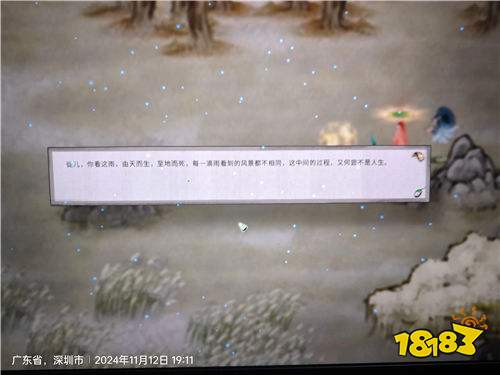 蚩儿，你看这雨，由天而生，至地而死，每一滴雨看到的风景都不相同，这中间的过程，又何尝不是人生。
广东省，深圳市 | 2024年11月12日 19:11
18183